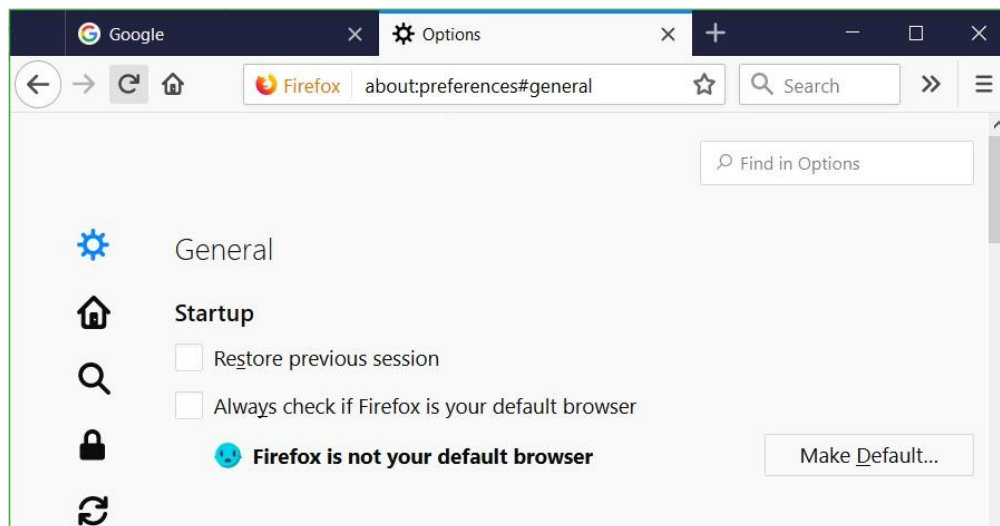 Google
Options
Firefox about:preferences#general
Search
Find in Options
General
Startup
Restore previous session
Always check if Firefox is your default browser
Firefox is not your default browser
Make Default...